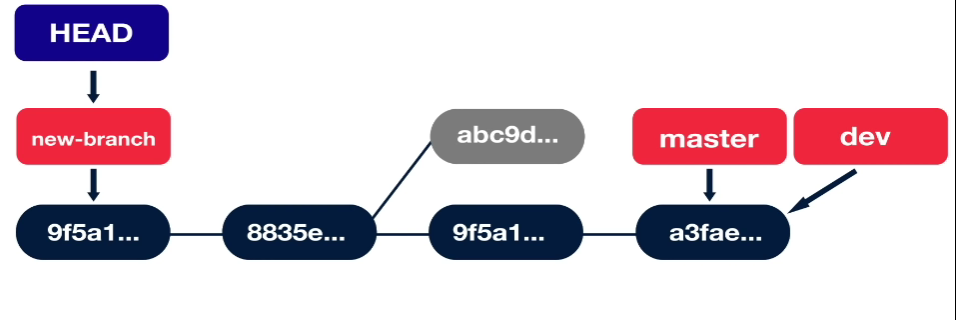 HEAD
new-branch
abc9d...
master
dev
9f5a1...
8835e...
9f5a1...
a3fae...